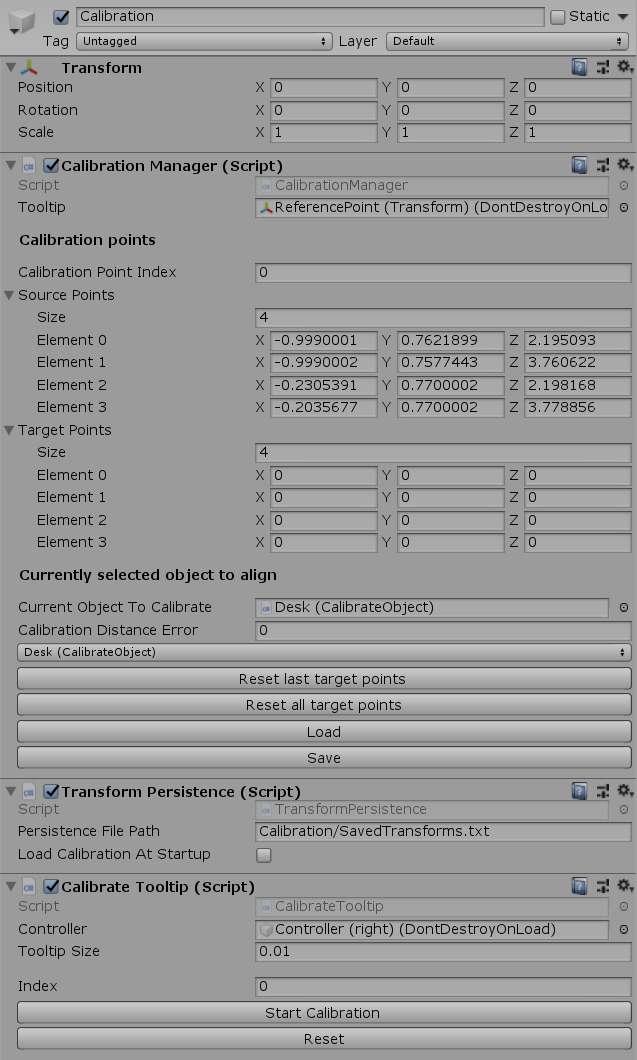 Calibration Static
Tag Untagged Layer Default
Transform
Position X 0 Y 0 Z 0
Rotation X 0 Y 0 Z 0
Scale X 1 Y 1 Z 1
Calibration Manager (Script)
Script CalibrationManager
Tooltip ReferencePoint (Transform) (DontDestroyOnLo
Calibration points
Calibration Point Index 0
Source Points
Size 4
Element 0 X -0.9990001 Y 0.7621899 Z 2.195093
Element 1 X -0.9990002 Y 0.7577443 Z 3.760622
Element 2 X -0.2305391 Y 0.7700002 Z 2.198168
Element 3 X -0.2035677 Y 0.7700002 Z 3.778856
Target Points
Size 4
Element 0 X 0 Y 0 Z 0
Element 1 X 0 Y 0 Z 0
Element 2 X 0 Y 0 Z 0
Element 3 X 0 Y 0 Z 0
Currently selected object to align
Current Object To Calibrate Desk (CalibrateObject)
Calibration Distance Error 0
Desk (CalibrateObject)
Reset last target points
Reset all target points
Load
Save
Transform Persistence (Script)
Script TransformPersistence
Persistence File Path Calibration/SavedTransforms.txt
Load Calibration At Startup
Calibrate Tooltip (Script)
Script CalibrateTooltip
Controller Controller (right) (DontDestroyOnLoad)
Tooltip Size 0.01
Index 0
Start Calibration
Reset